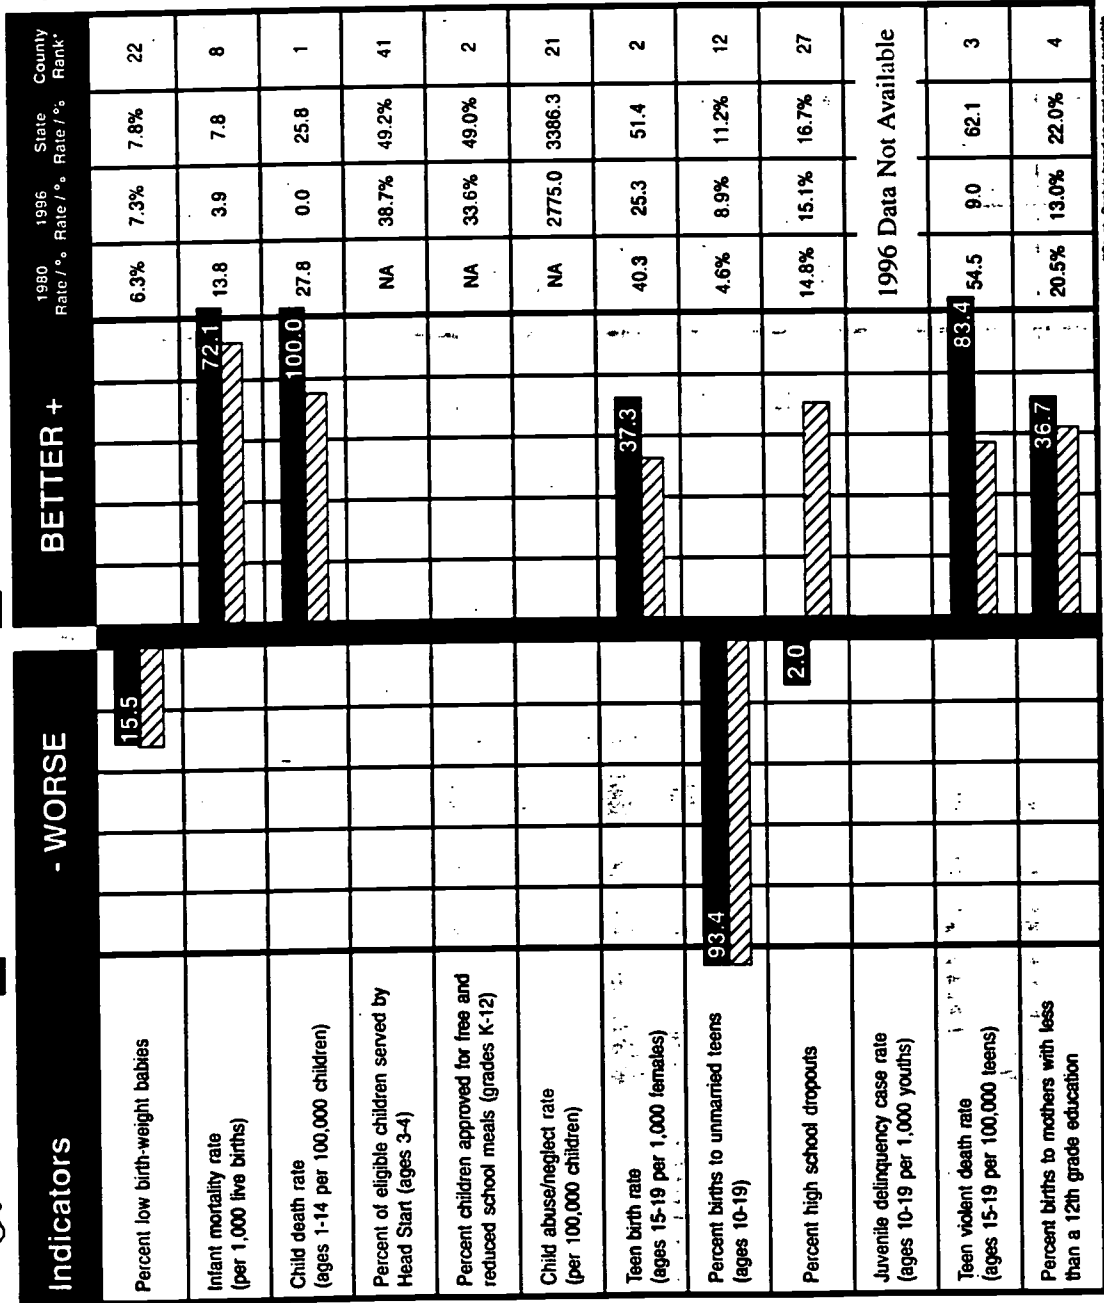 Indicators - WORSE BETTER + 1980 Rate / % 1996 Rate / % State Rate / % County Rank*
Percent low birth-weight babies 15.5 6.3% 7.3% 7.8% 22
Infant mortality rate
(per 1,000 live births) 72.1 13.8 3.9 7.8 8
Child death rate
(ages 1-14 per 100,000 children) 100.0 27.8 0.0 25.8 1
Percent of eligible children served by
Head Start (ages 3-4) NA 38.7% 49.2% 41
Percent children approved for free and
reduced school meals (grades K-12) NA 33.6% 49.0% 2
Child abuse/neglect rate
(per 100,000 children) NA 2775.0 3386.3 21
Teen birth rate
(ages 15-19 per 1,000 females) 37.3 40.3 25.3 51.4 2
Percent births to unmarried teens
(ages 10-19) 93.4 4.6% 8.9% 11.2% 12
Percent high school dropouts 2.0 14.8% 15.1% 16.7% 27
Juvenile delinquency case rate
(ages 10-19 per 1,000 youths) 1996 Data Not Available
Teen violent death rate
(ages 15-19 per 100,000 teens) 83.4 54.5 9.0 62.1 3
Percent births to mothers with less
than a 12th grade education 36.7 20.5% 13.0% 22.0% 4